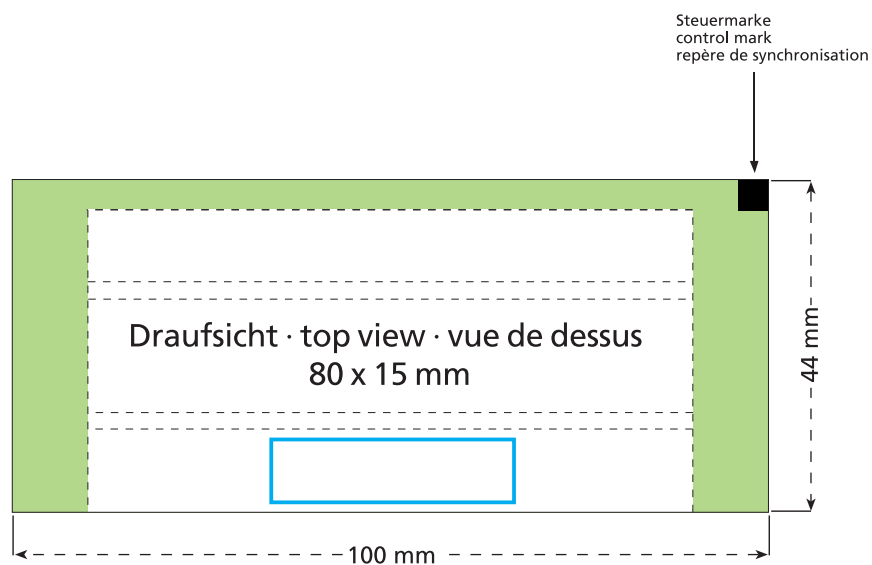 Steuermarke
control mark
repère de synchronisation
Draufsicht · top view · vue de dessus
80 x 15 mm
44 mm
100 mm